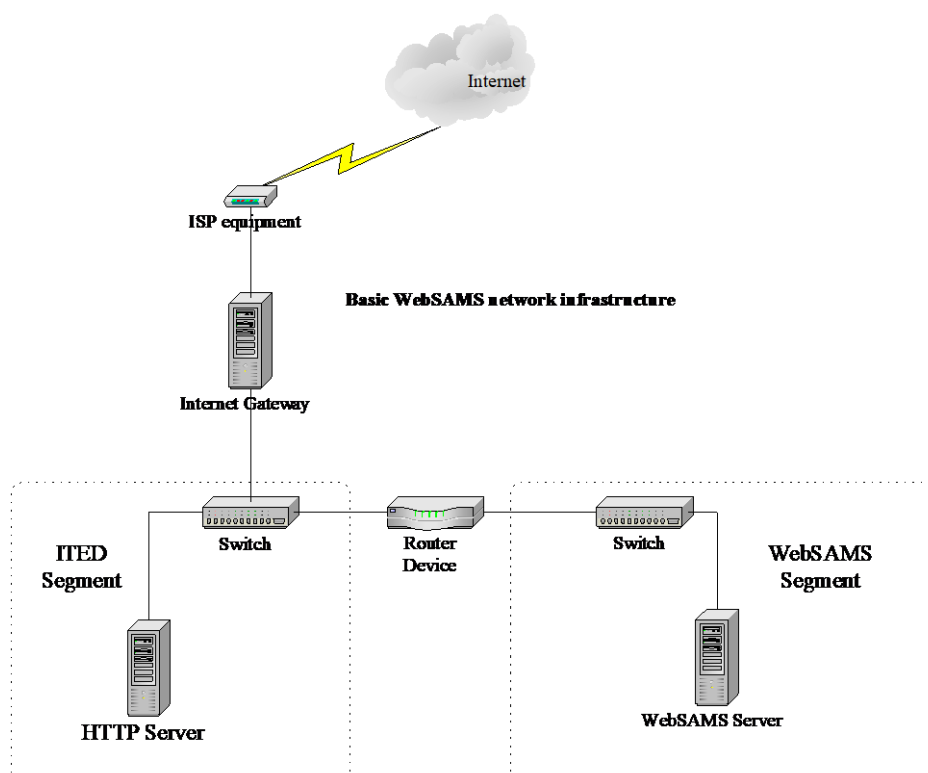 Internet
ISP equipment
Basic WebSAMS network infrastructure
Internet Gateway
Switch
Router
Device
Switch
ITED
Segment
WebSAMS
Segment
HTTP Server
WebSAMS Server